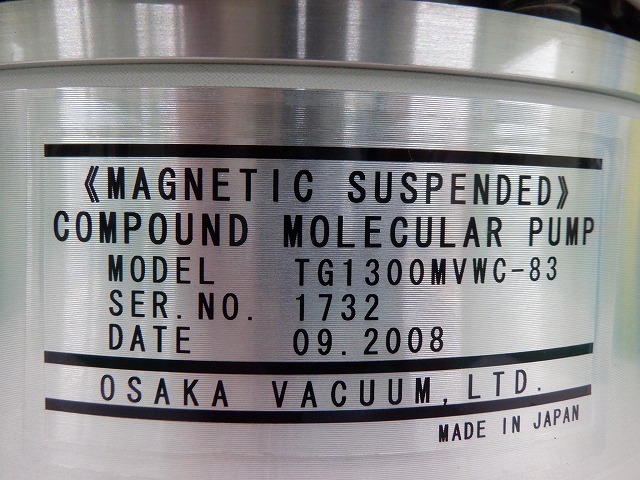 《MAGNETIC SUSPENDED》
COMPOUND MOLECULAR PUMP
MODEL TG1300MVWC-83
SER.NO. 1732
DATE 09.2008
OSAKA VACUUM,LTD.
MADE IN JAPAN